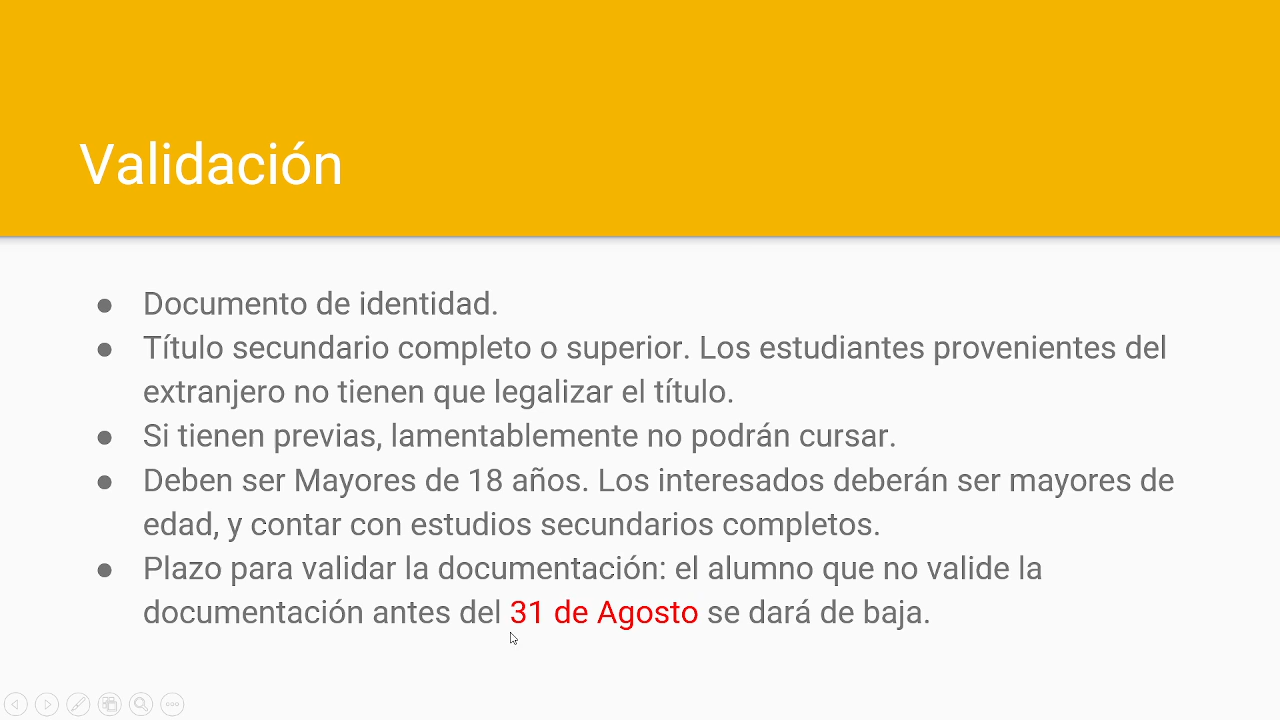 Validación
● Documento de identidad.
● Título secundario completo o superior. Los estudiantes provenientes del
extranjero no tienen que legalizar el título.
● Si tienen previas, lamentablemente no podrán cursar.
● Deben ser Mayores de 18 años. Los interesados deberán ser mayores de
edad, y contar con estudios secundarios completos.
● Plazo para validar la documentación: el alumno que no valide la
documentación antes del 31 de Agosto se dará de baja.